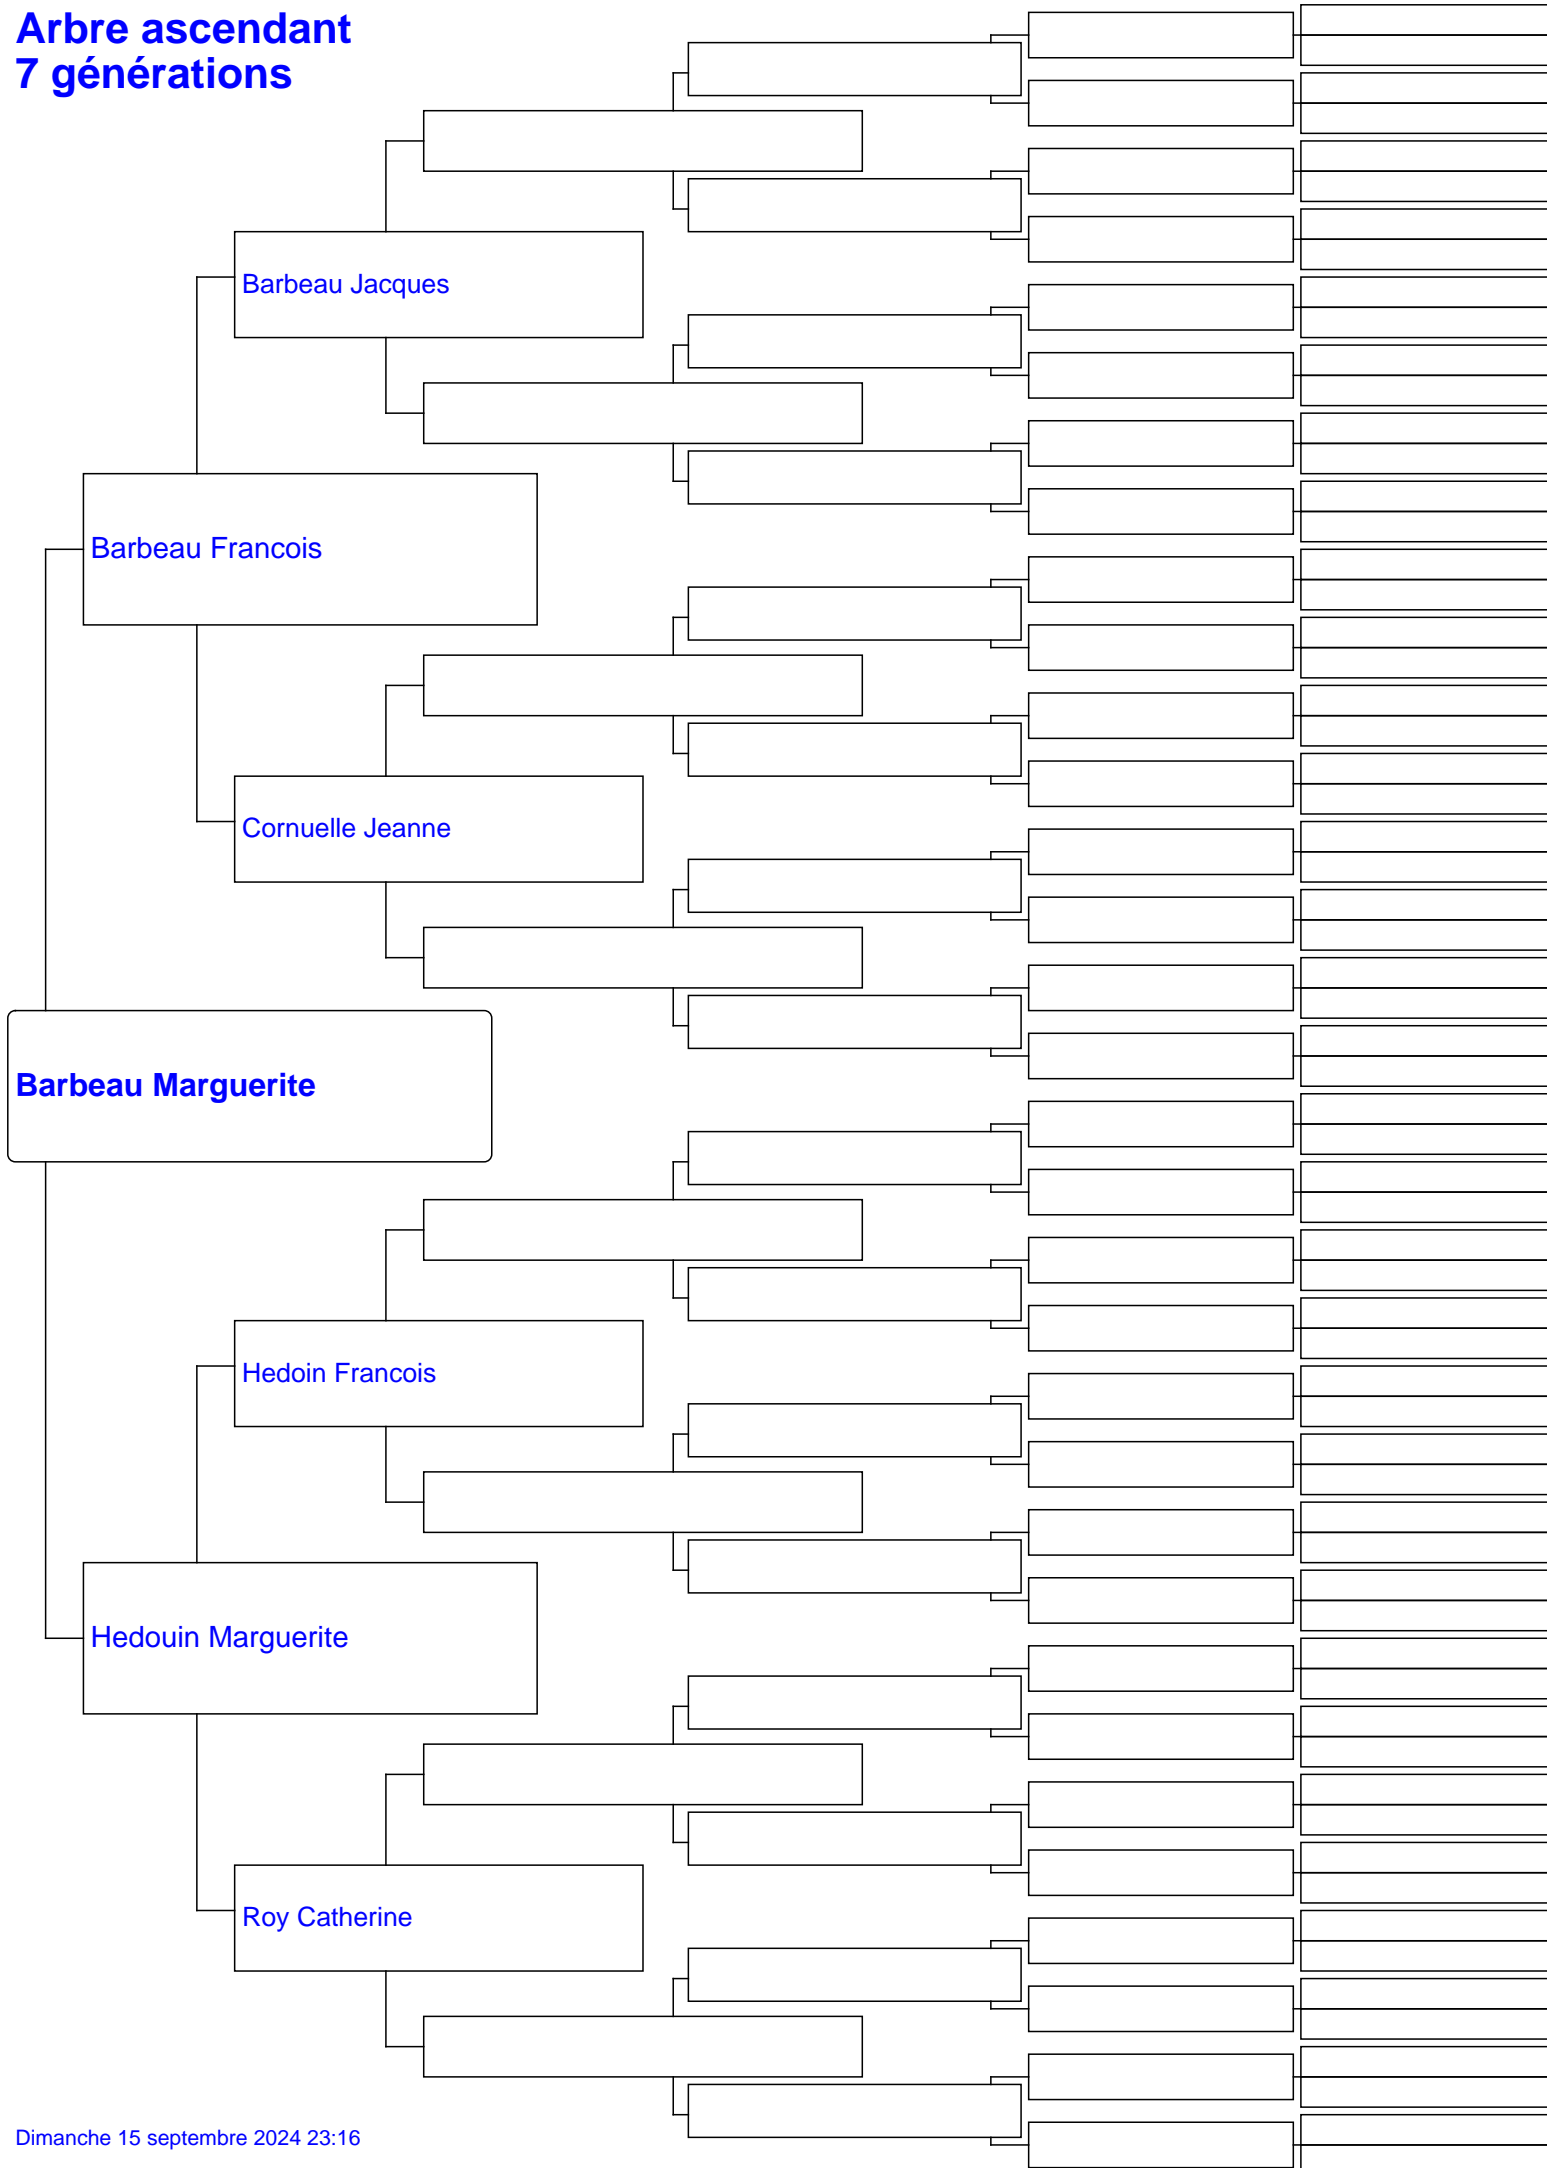 Arbre ascendant
7 générations
Barbeau Jacques
Barbeau Francois
Cornuelle Jeanne
Barbeau Marguerite
Hedoin Francois
Hedouin Marguerite
Roy Catherine
Dimanche 15 septembre 2024 23:16